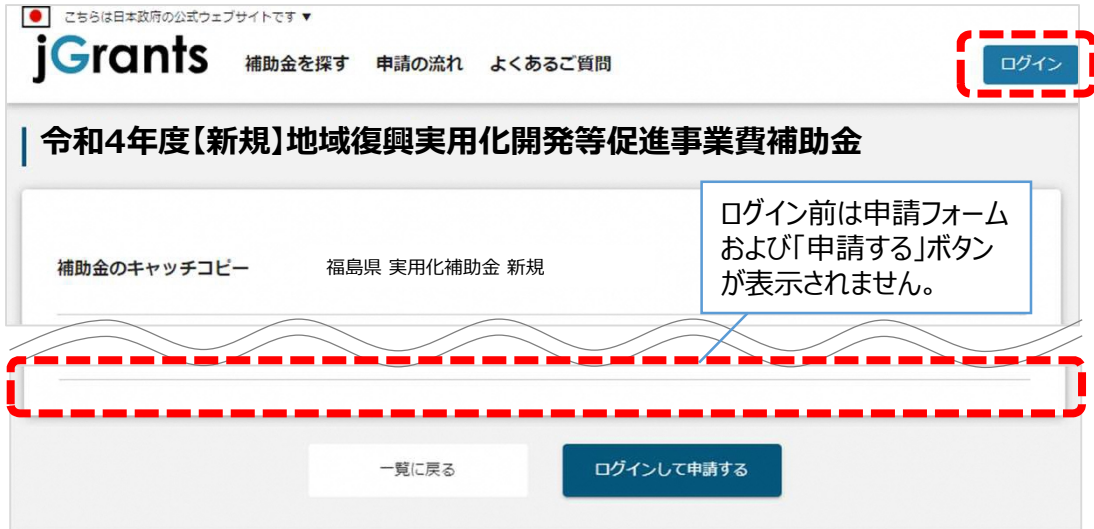 こちらは日本政府の公式ウェブサイトです ▼
jGrants 補助金を探す 申請の流れ よくあるご質問 ログイン
令和4年度【新規】地域復興実用化開発等促進事業費補助金
ログイン前は申請フォーム
および「申請する」ボタン
が表示されません。
補助金のキャッチコピー 福島県 実用化補助金 新規
一覧に戻る ログインして申請する